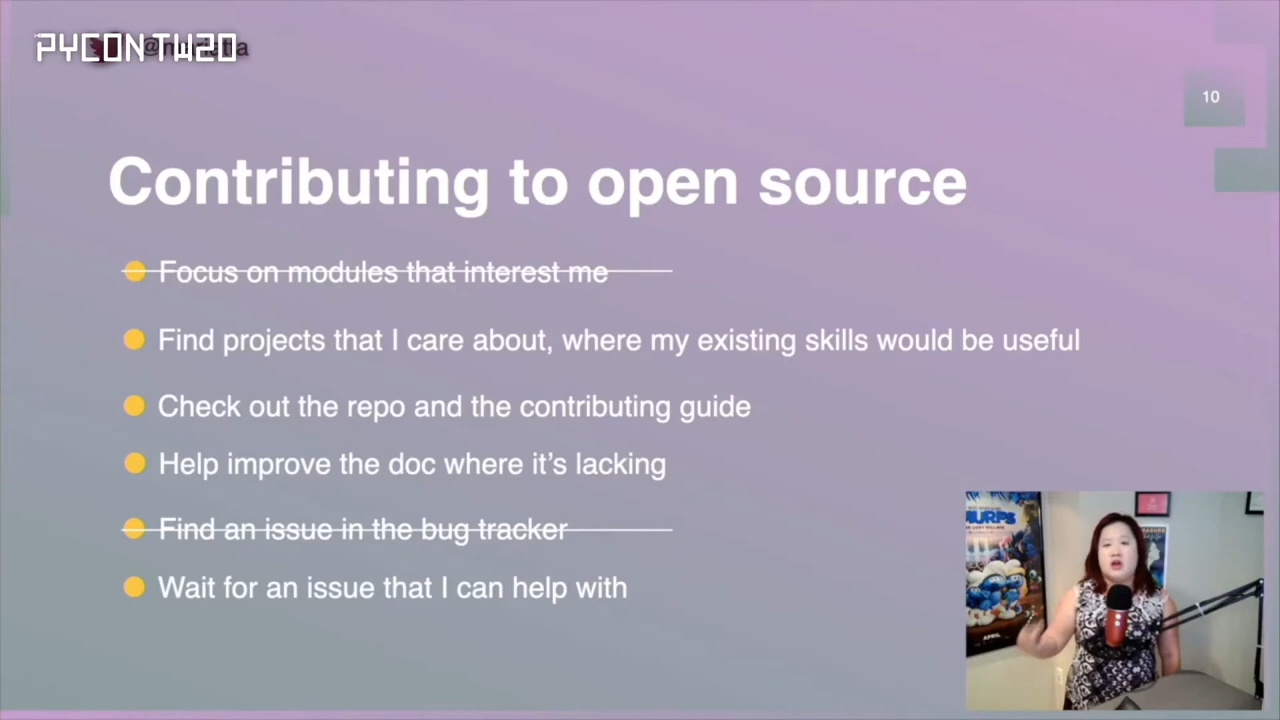 PYCON TW20
10
Contributing to open source
Focus on modules that interest me
Find projects that I care about, where my existing skills would be useful
Check out the repo and the contributing guide
Help improve the doc where it's lacking
Find an issue in the bug tracker
Wait for an issue that I can help with
APRIL